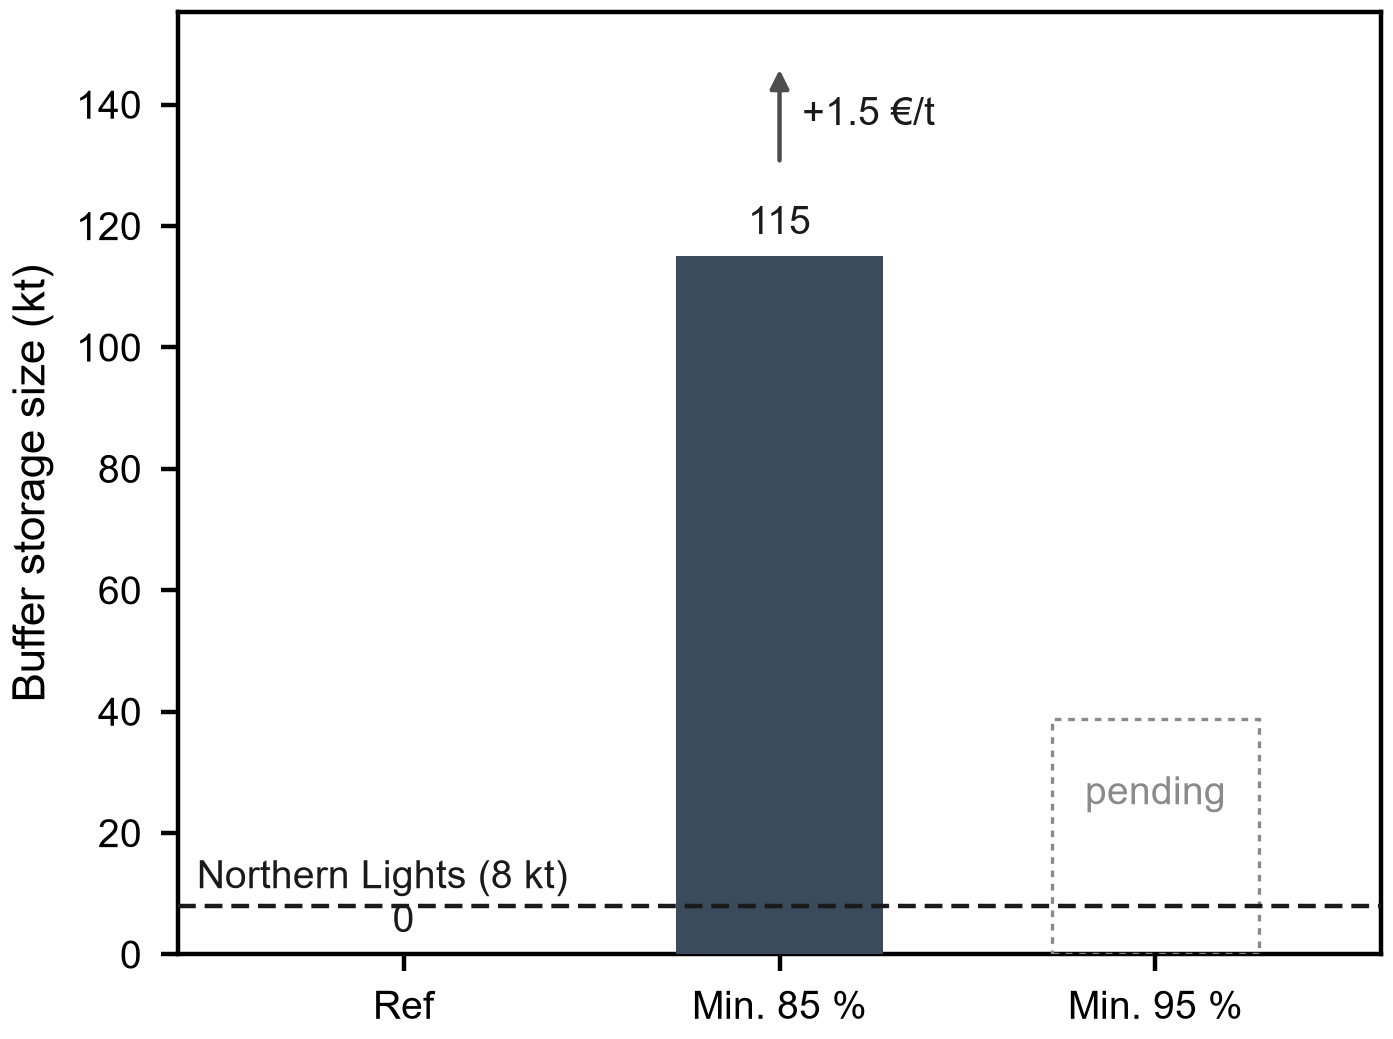 Buffer storage size (kt)
140
120
100
80
60
40
20
0
+1.5 €/t
115
pending
Northern Lights (8 kt)
0
Ref
Min. 85 %
Min. 95 %